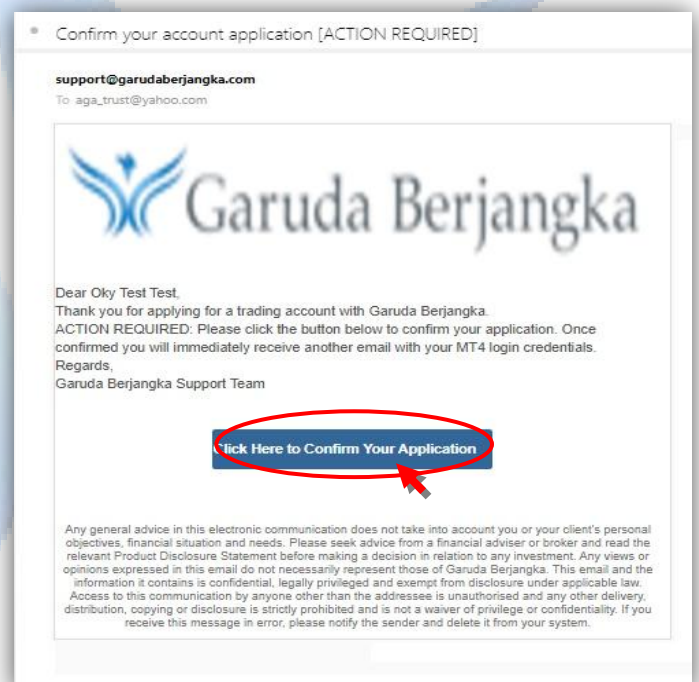 Confirm your account application [ACTION REQUIRED]
support@garudaberjangka.com
To aga_trust@yahoo.com
Garuda Berjangka
Dear Oky Test Test,
Thank you for applying for a trading account with Garuda Berjangka.
ACTION REQUIRED: Please click the button below to confirm your application. Once
confirmed you will immediately receive another email with your MT4 login credentials.
Regards,
Garuda Berjangka Support Team
Click Here to Confirm Your Application
Any general advice in this electronic communication does not take into account you or your client's personal
objectives, financial situation and needs. Please seek advice from a financial adviser or broker and read the
relevant Product Disclosure Statement before making a decision in relation to any investment. Any views or
opinions expressed in this email do not necessarily represent those of Garuda Berjangka. This email and the
information it contains is confidential, legally privileged and exempt from disclosure under applicable law.
Access to this communication by anyone other than the addressee is unauthorised and any other delivery,
distribution, copying or disclosure is strictly prohibited and is not a waiver of privilege or confidentiality. If you
receive this message in error, please notify the sender and delete it from your system.